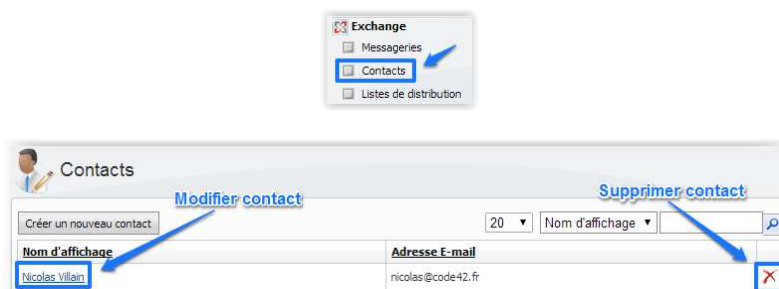 Exchange
Messageries
Contacts
Listes de distribution
Contacts
Modifier contact
Supprimer contact
Créer un nouveau contact 20 Nom d'affichage
Nom d'affichage Adresse E-mail
Nicolas Villain nicolas@code42.fr